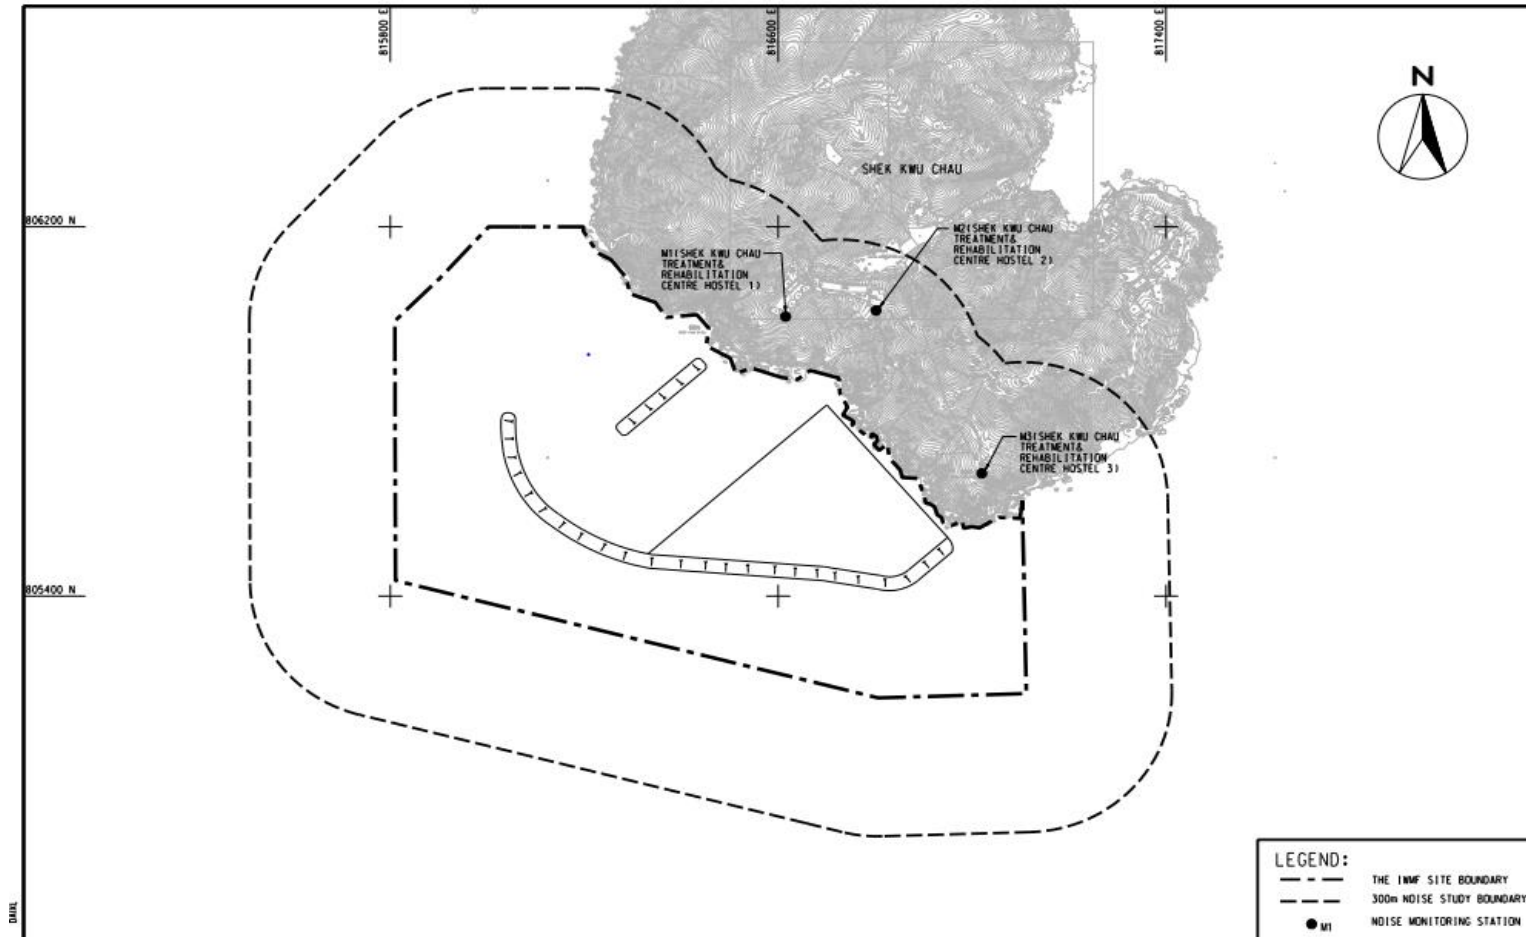 815800 E
816600 E
817400 E
N
SHEK KWU CHAU
806200 N
M1(SHEK KWU CHAU
TREATMENT&
REHABILITATION
CENTRE HOSTEL 1)
M2(SHEK KWU CHAU
TREATMENT&
REHABILITATION
CENTRE HOSTEL 2)
M3(SHEK KWU CHAU
TREATMENT&
REHABILITATION
CENTRE HOSTEL 3)
805400 N
LEGEND:
THE IWMF SITE BOUNDARY
300m NOISE STUDY BOUNDARY
M1 NOISE MONITORING STATION